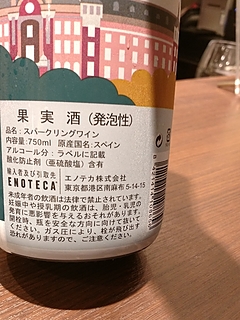 果実酒（発泡性）
品名：スパークリングワイン
内容量：750ml 原産国名：スペイン
アルコール分：ラベルに記載
酸化防止剤（亜硫酸塩）含有
輸入者及び引取先 エノテカ株式会社
ENOTECA® 東京都港区南麻布5-14-15
未成年者の飲酒は法律で禁止されています。
妊娠中や授乳期の飲酒は、胎児・乳児の
発育に悪影響を与えるおそれがあります。
開栓時、瓶を安全な方向に向けて抜いて
ください。ガス圧により、栓が飛び出す
恐れがありますので、ご注意ください。